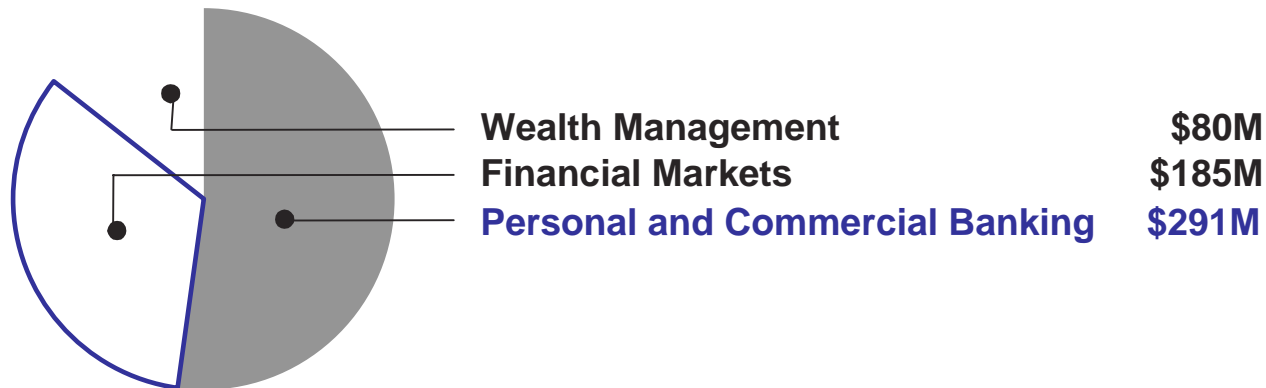 Wealth Management $80M
Financial Markets $185M
Personal and Commercial Banking $291M